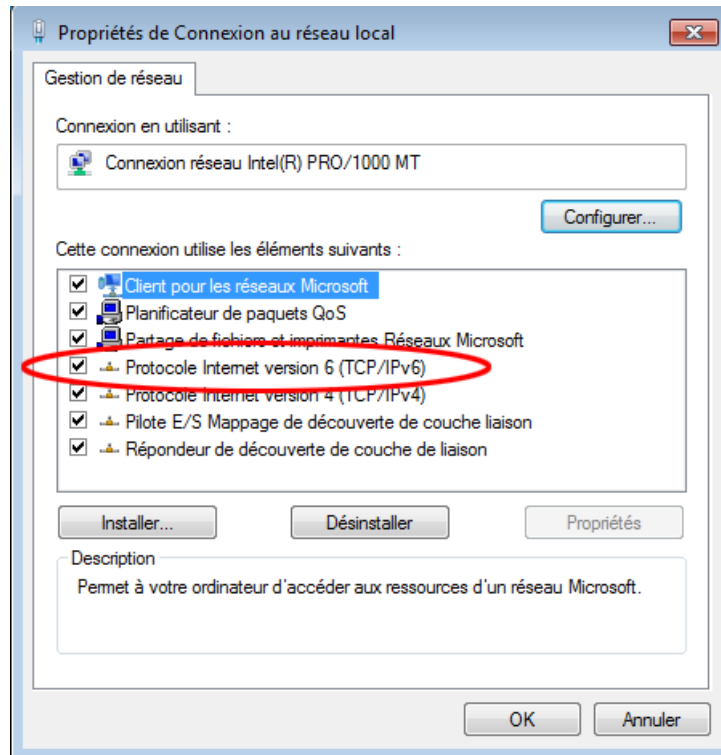 Propriétés de Connexion au réseau local
Gestion de réseau
Connexion en utilisant :
Connexion réseau Intel(R) PRO/1000 MT
Configurer...
Cette connexion utilise les éléments suivants :
Client pour les réseaux Microsoft
Planificateur de paquets QoS
Partage de fichiers et imprimantes Réseaux Microsoft
Protocole Internet version 6 (TCP/IPv6)
Protocole Internet version 4 (TCP/IPv4)
Pilote E/S Mappage de découverte de couche liaison
Répondeur de découverte de couche de liaison
Installer... Désinstaller Propriétés
Description
Permet à votre ordinateur d'accéder aux ressources d'un réseau Microsoft.
OK Annuler